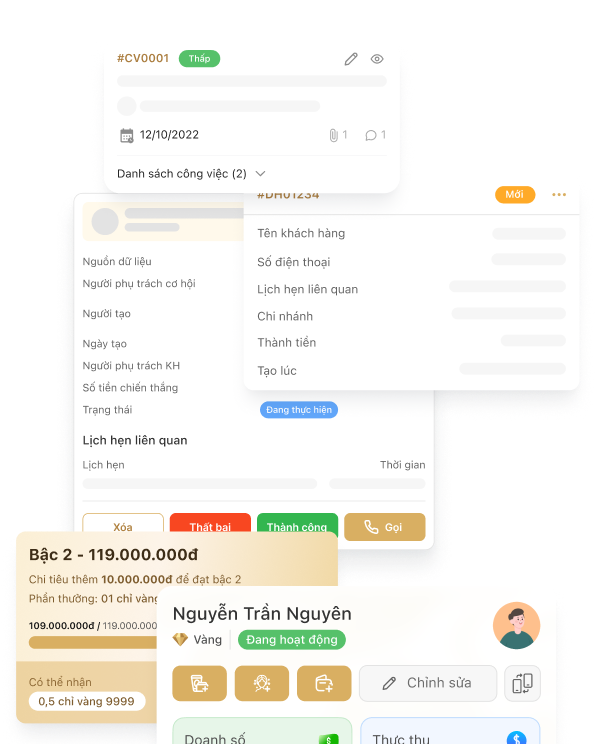 #CV0001 Thấp
12/10/2022 1 1
Danh sách công việc (2)
#DH01234 Mới
Tên khách hàng
Số điện thoại
Lịch hẹn liên quan
Chi nhánh
Thành tiền
Tạo lúc
Nguồn dữ liệu
Người phụ trách cơ hội
Người tạo
Ngày tạo
Người phụ trách KH
Số tiền chiến thắng
Trạng thái Đang thực hiện
Lịch hẹn liên quan
Lịch hẹn Thời gian
Xóa Thất bại Thành công Gọi
Bậc 2 - 119.000.000đ
Chi tiêu thêm 10.000.000đ để đạt bậc 2
Phần thưởng: 01 chỉ vàng
109.000.000đ / 119.000.000
Có thể nhận
0,5 chỉ vàng 9999
Nguyễn Trần Nguyên
Vàng Đang hoạt động
Chỉnh sửa
Doanh số Thực thu